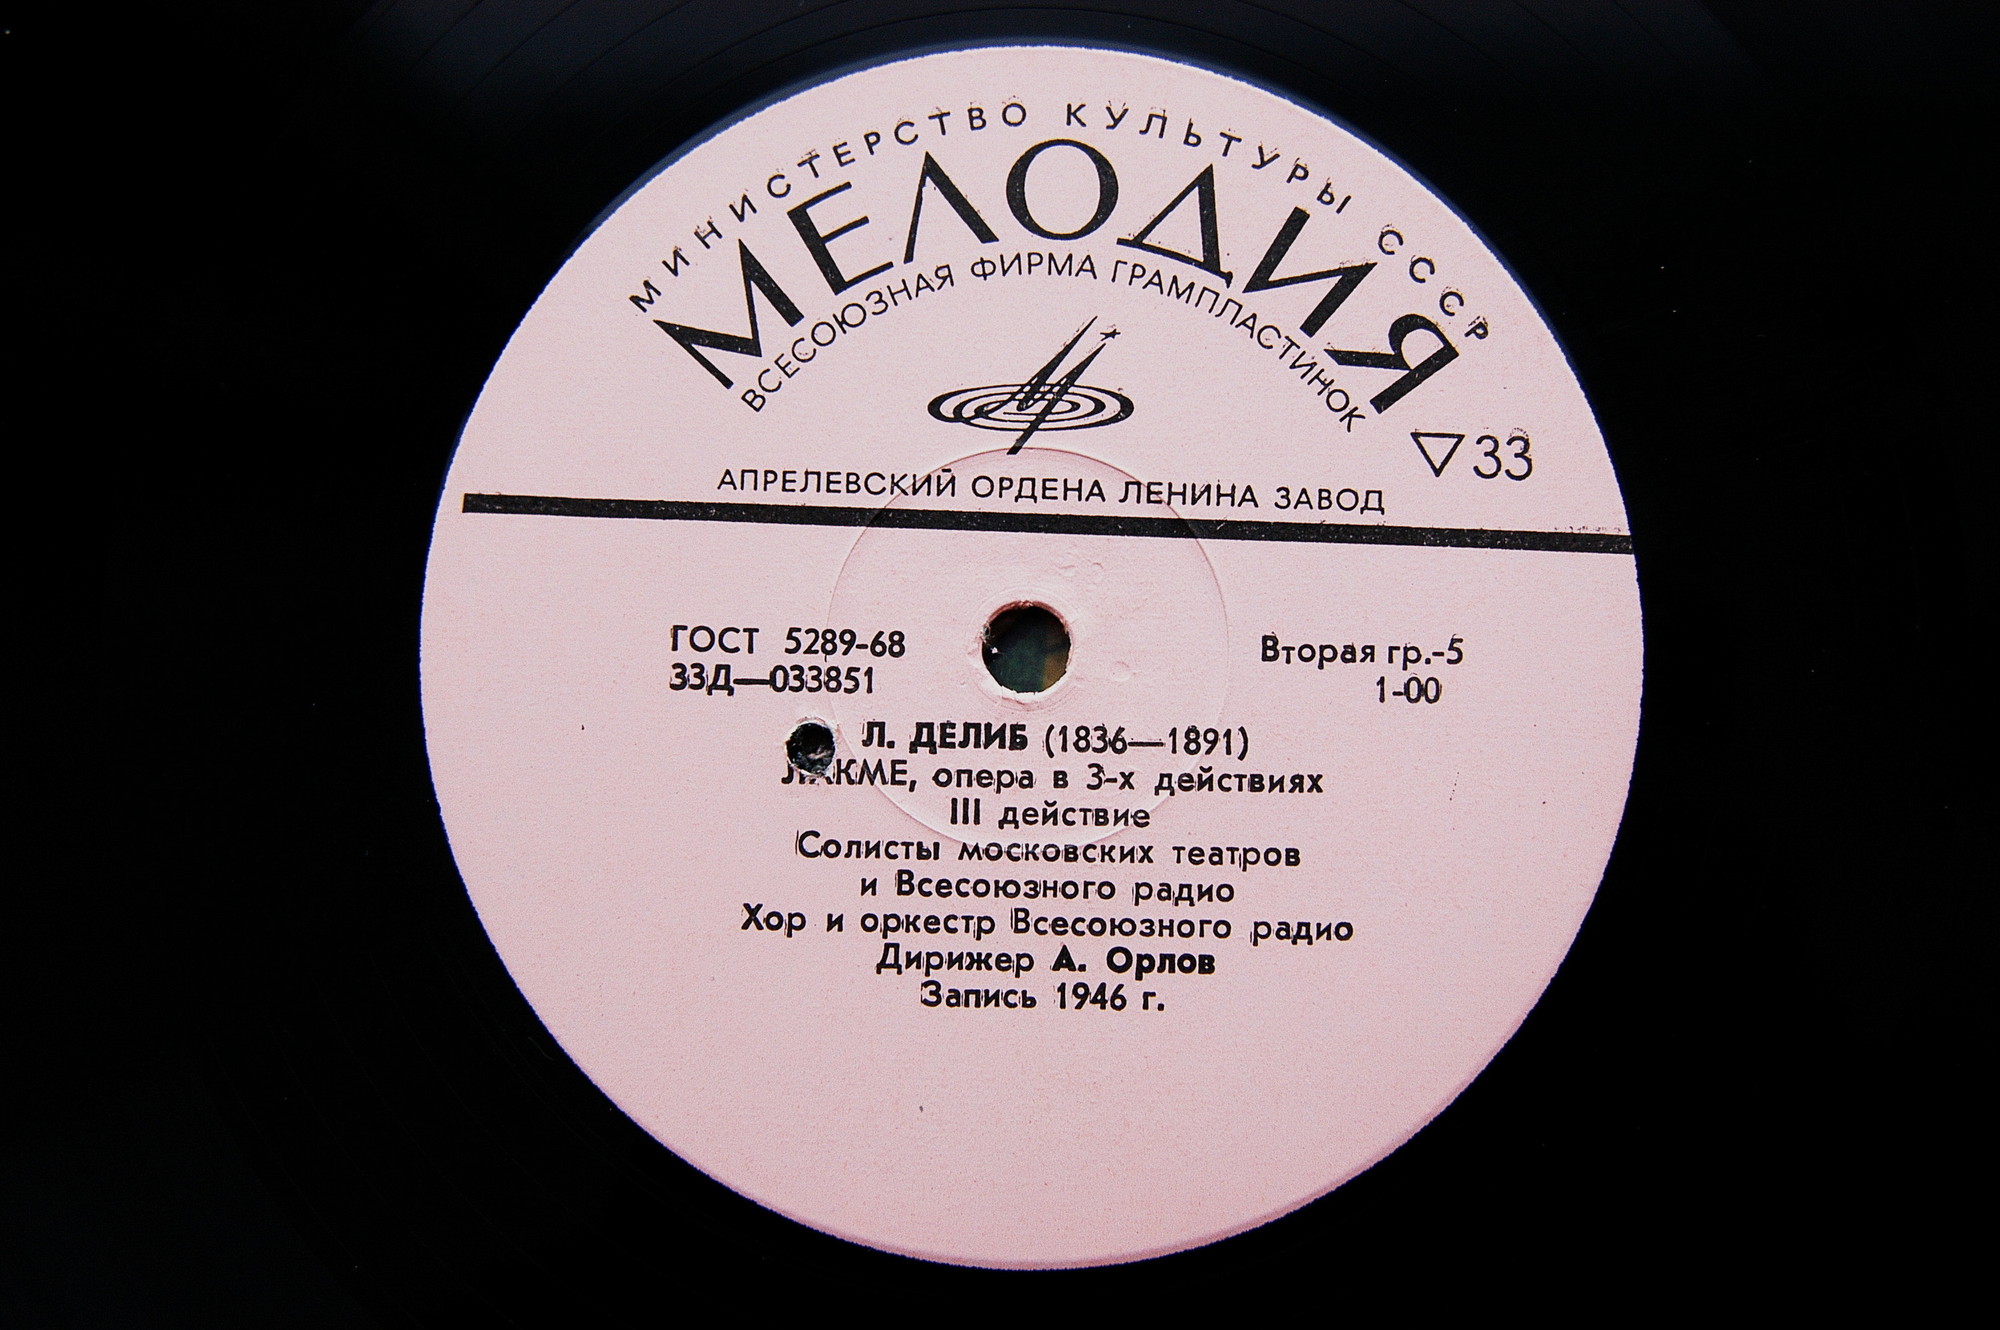 МИНИСТЕРСТВО КУЛЬТУРЫ СССР
МЕЛОДИЯ
ВСЕСОЮЗНАЯ ФИРМА ГРАМПЛАСТИНОК
▽33
АПРЕЛЕВСКИЙ ОРДЕНА ЛЕНИНА ЗАВОД
ГОСТ 5289-68
33Д—033851
Вторая гр.-5
1-00
Л. ДЕЛИБ (1836—1891)
ЛАКМЕ, опера в 3-х действиях
III действие
Солисты московских театров
и Всесоюзного радио
Хор и оркестр Всесоюзного радио
Дирижер А. Орлов
Запись 1946 г.